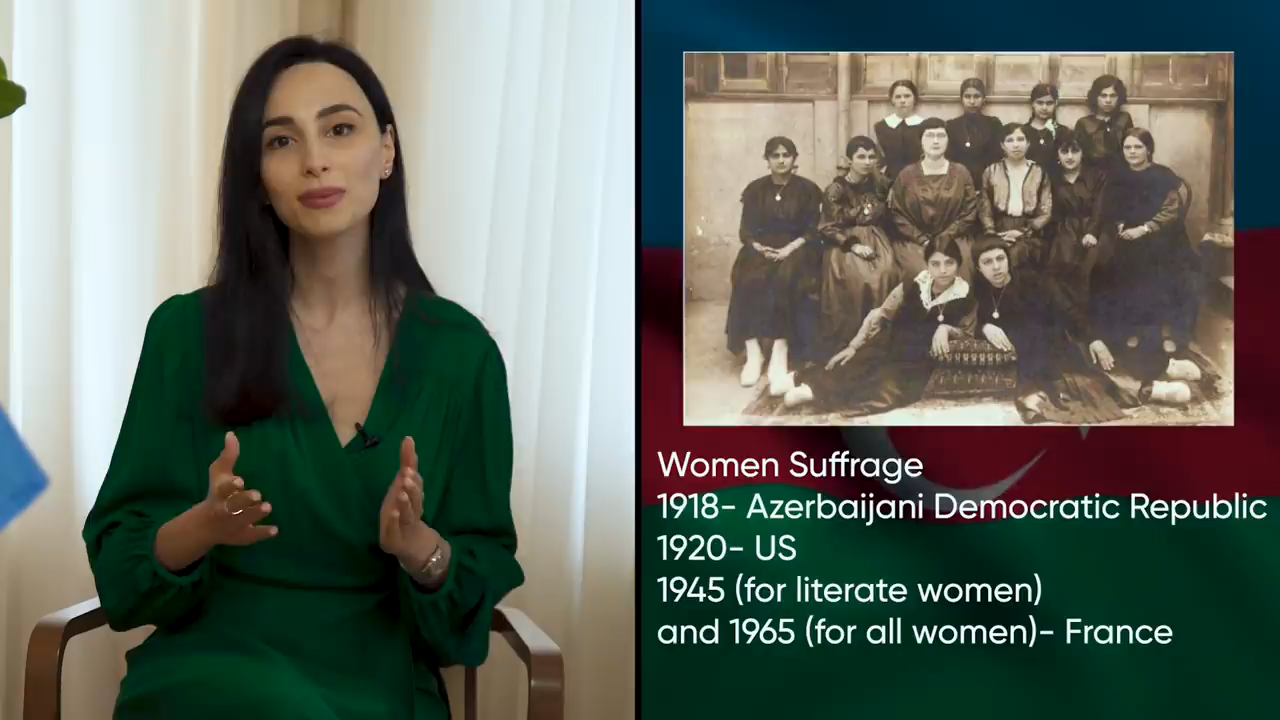 Women Suffrage
1918- Azerbaijani Democratic Republic
1920- US
1945 (for literate women)
and 1965 (for all women)- France